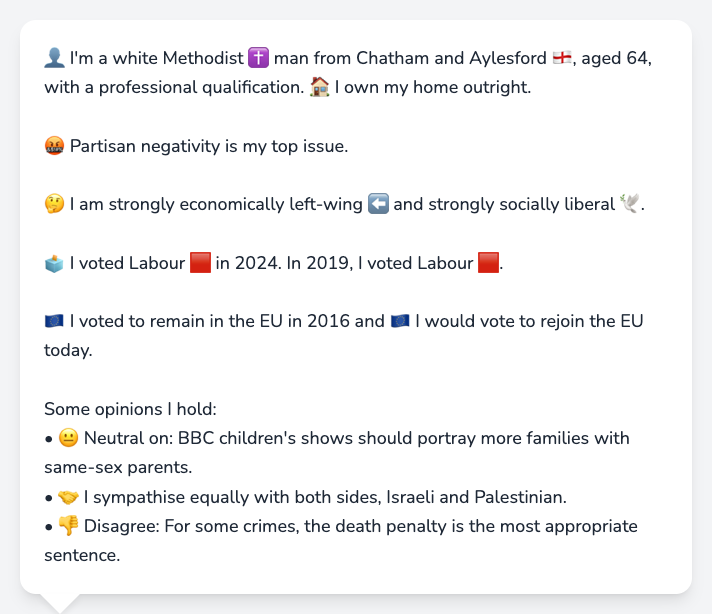 👤 I'm a white Methodist ✝️ man from Chatham and Aylesford 🏴󠁧󠁢󠁥󠁮󠁧󠁿, aged 64,
with a professional qualification. 🏠 I own my home outright.
🤬 Partisan negativity is my top issue.
🤔 I am strongly economically left-wing ⬅️ and strongly socially liberal 🕊️.
🗳️ I voted Labour 🟥 in 2024. In 2019, I voted Labour 🟥.
🇪🇺 I voted to remain in the EU in 2016 and 🇪🇺 I would vote to rejoin the EU
today.
Some opinions I hold:
• 😐 Neutral on: BBC children's shows should portray more families with
same-sex parents.
• 🤝 I sympathise equally with both sides, Israeli and Palestinian.
• 👎 Disagree: For some crimes, the death penalty is the most appropriate
sentence.